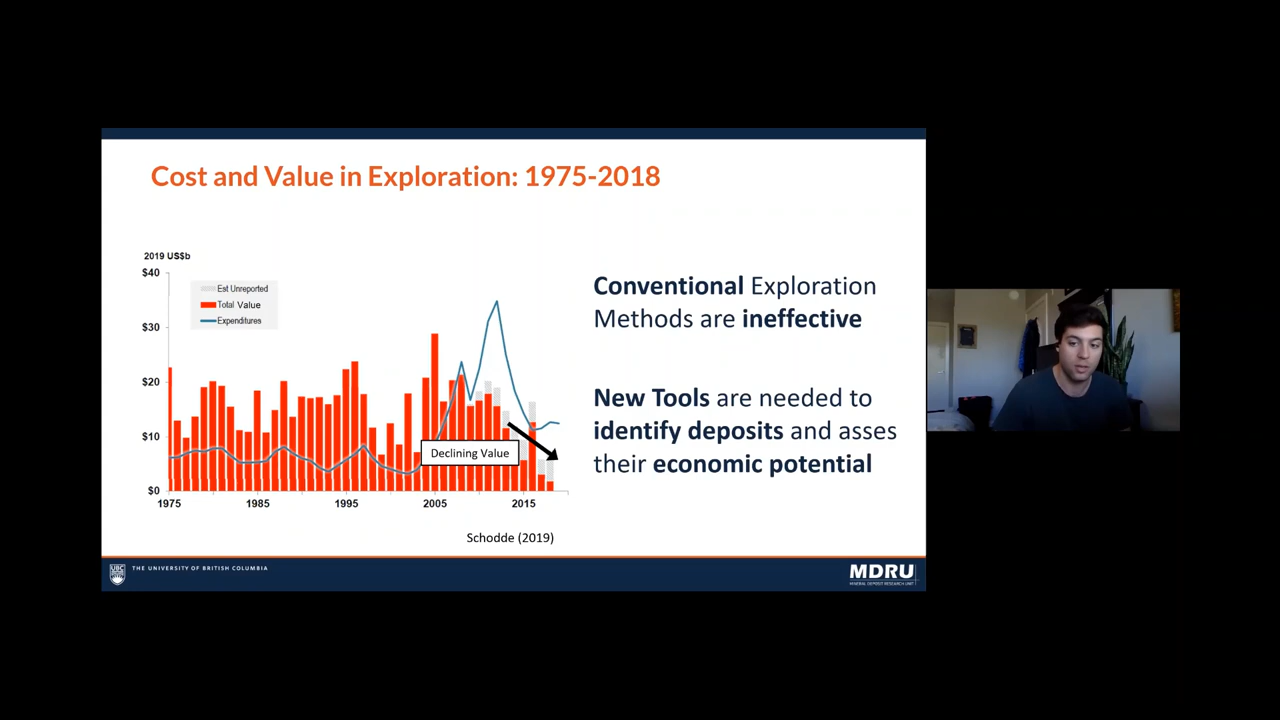 Cost and Value in Exploration: 1975-2018
2019 US$b
$40
$30
$20
$10
$0
Est Unreported
Total Value
Expenditures
Declining Value
1975
1985
1995
2005
2015
Schodde (2019)
Conventional Exploration
Methods are ineffective
New Tools are needed to
identify deposits and asses
their economic potential
UBC
THE UNIVERSITY OF BRITISH COLUMBIA
MDRU
MINERAL DEPOSIT RESEARCH UNIT